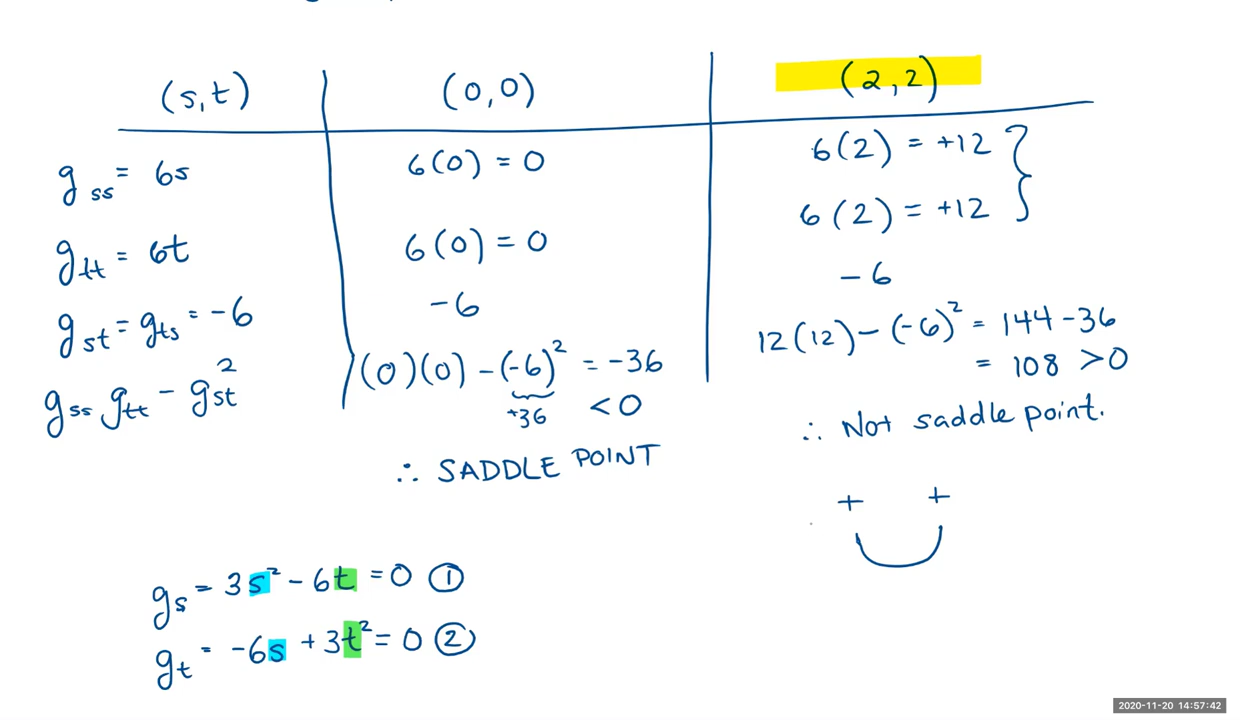 (s,t) (0,0) (2,2)
g_ss = 6s 6(0) = 0 6(2) = +12
g_tt = 6t 6(0) = 0 6(2) = +12
g_st = g_ts = -6 -6 -6
g_ss g_tt - g_st^2 (0)(0) - (-6)^2 = -36 12(12) - (-6)^2 = 144 - 36
+36 < 0 = 108 > 0
∴ SADDLE POINT ∴ Not saddle point.
+ +
g_s = 3s^2 - 6t = 0 ①
g_t = -6s + 3t^2 = 0 ②
2020-11-20 14:57:42